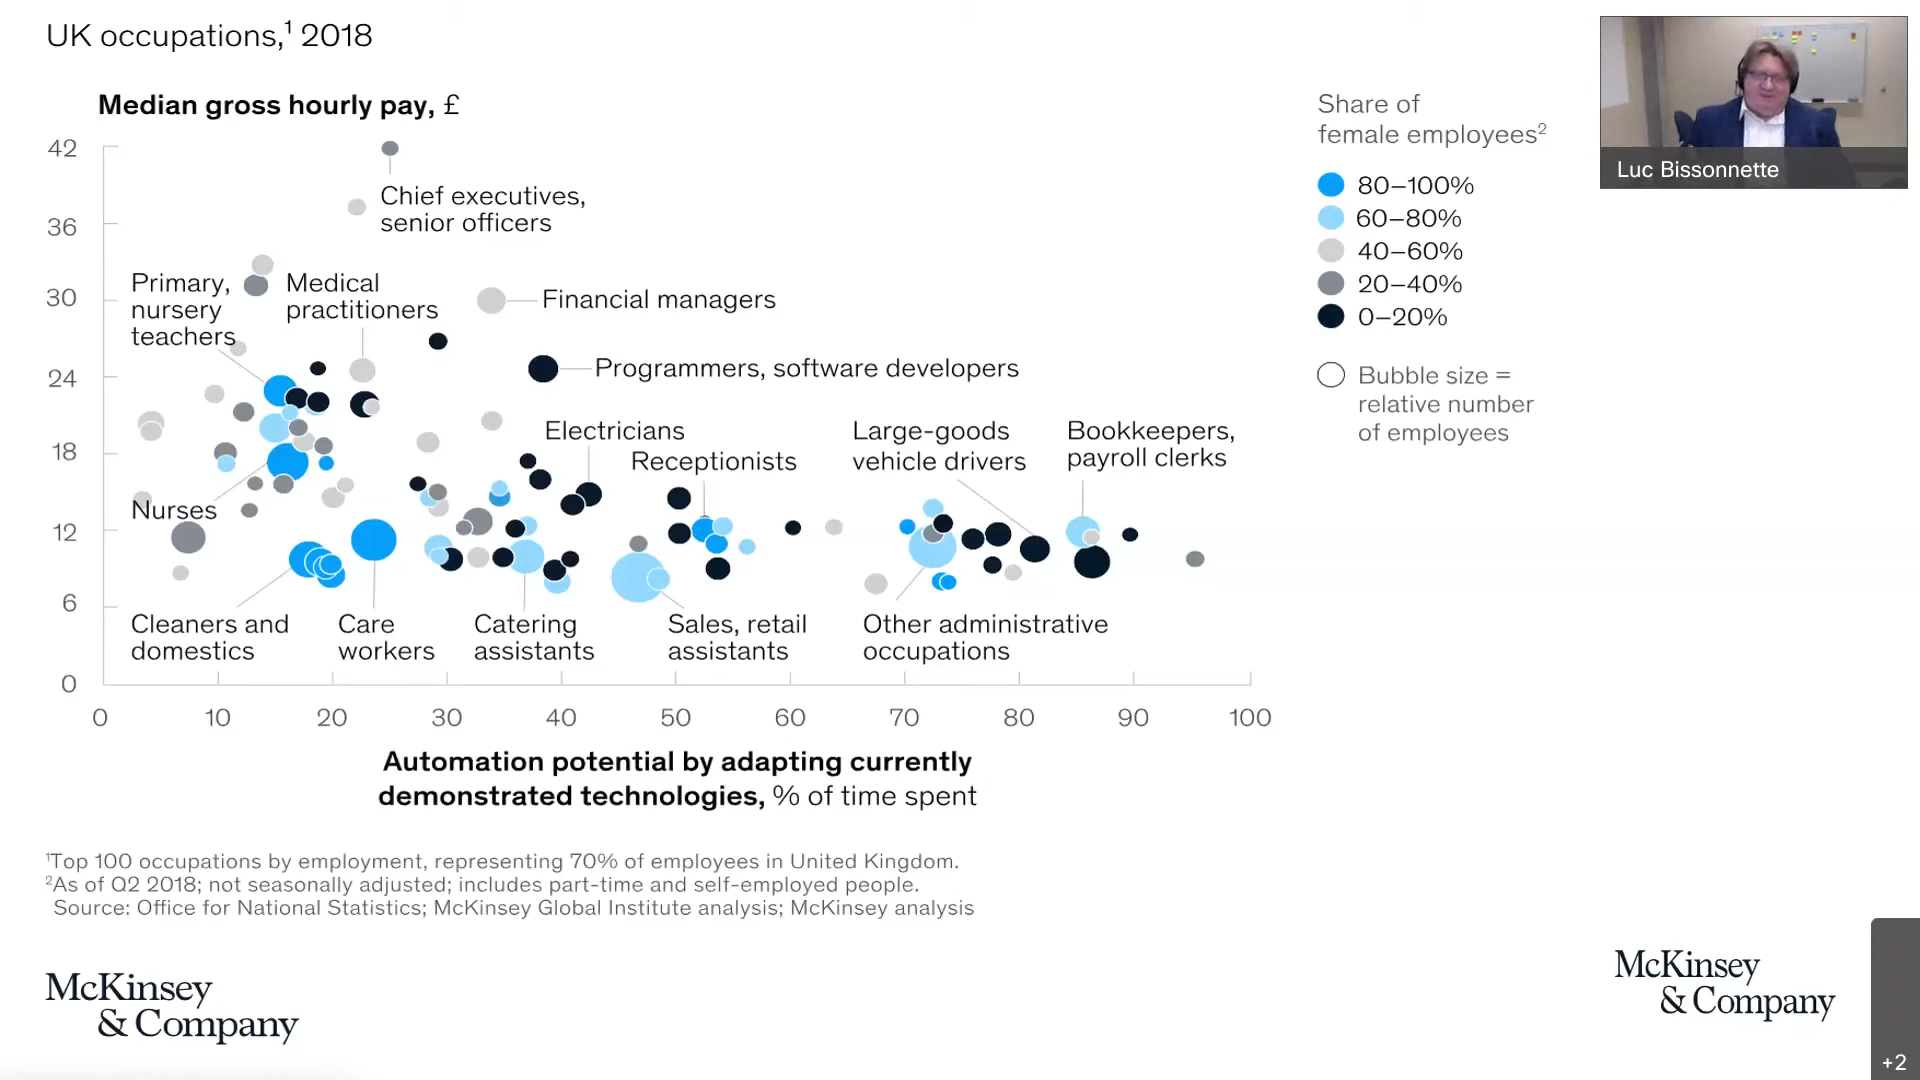 UK occupations,¹ 2018
Median gross hourly pay, £
42
36
30
24
18
12
6
0
0 10 20 30 40 50 60 70 80 90 100
Chief executives,
senior officers
Primary,
nursery
teachers
Medical
practitioners
Financial managers
Programmers, software developers
Electricians
Receptionists
Large-goods
vehicle drivers
Bookkeepers,
payroll clerks
Nurses
Cleaners and
domestics
Care
workers
Catering
assistants
Sales, retail
assistants
Other administrative
occupations
Automation potential by adapting currently
demonstrated technologies, % of time spent
Share of
female employees²
80–100%
60–80%
40–60%
20–40%
0–20%
Bubble size =
relative number
of employees
Luc Bissonnette
¹Top 100 occupations by employment, representing 70% of employees in United Kingdom.
²As of Q2 2018; not seasonally adjusted; includes part-time and self-employed people.
Source: Office for National Statistics; McKinsey Global Institute analysis; McKinsey analysis
McKinsey
& Company
McKinsey
& Company
+2